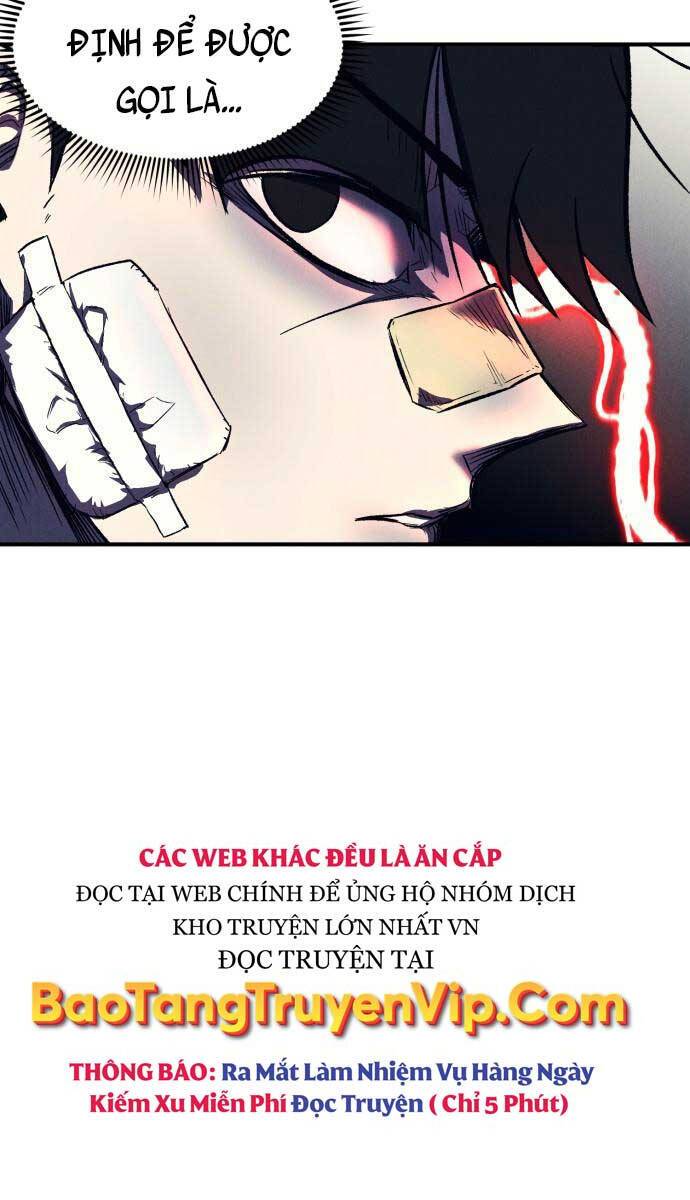 ĐỊNH ĐỂ ĐƯỢC
GỌI LÀ...
CÁC WEB KHÁC ĐỀU LÀ ĂN CẮP
ĐỌC TẠI WEB CHÍNH ĐỂ ỦNG HỘ NHÓM DỊCH
KHO TRUYỆN LỚN NHẤT VN
ĐỌC TRUYỆN TẠI
BaoTangTruyenVip.Com
THÔNG BÁO: Ra Mắt Làm Nhiệm Vụ Hàng Ngày
Kiếm Xu Miễn Phí Đọc Truyện ( Chỉ 5 Phút)